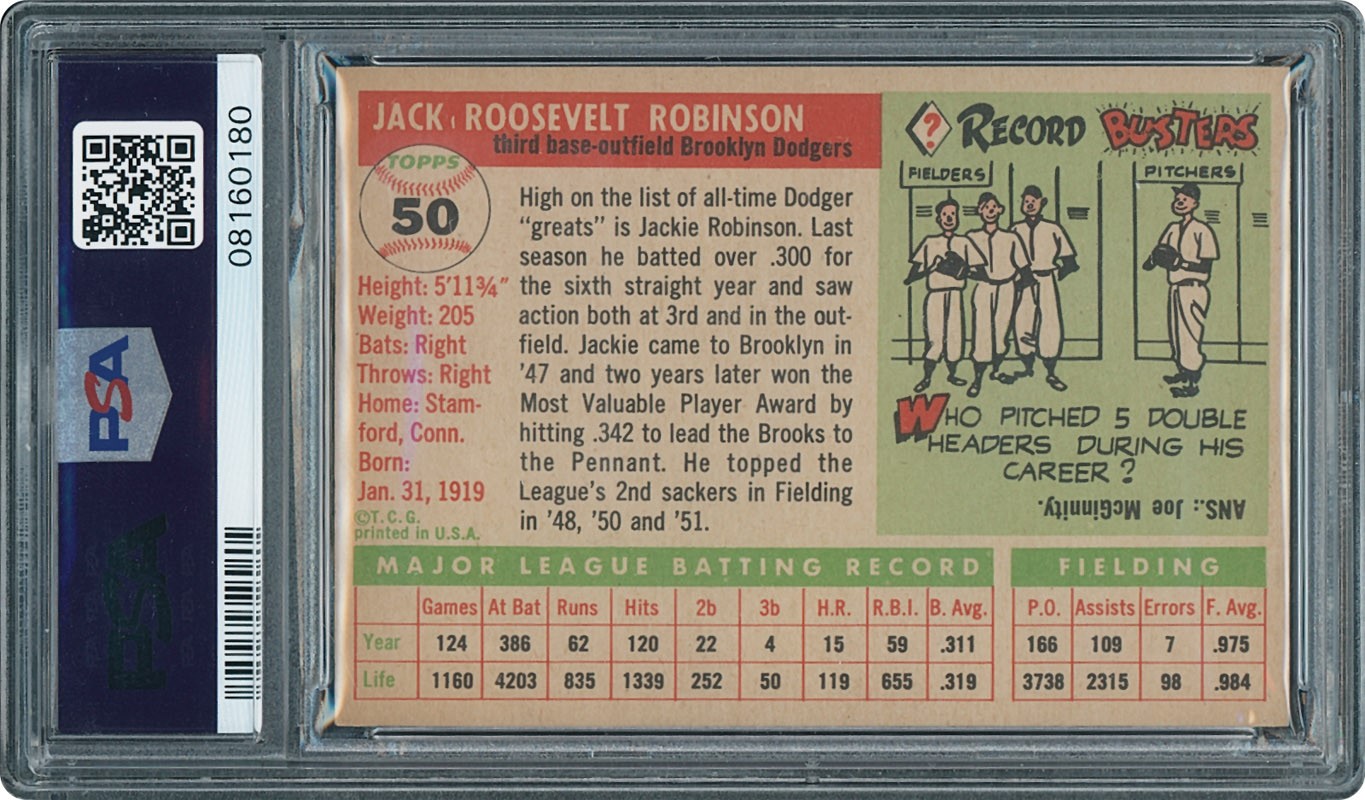 08160180
PSA
PSA
JACK ROOSEVELT ROBINSON
third base-outfield Brooklyn Dodgers
TOPPS
50
Height: 5'11¾"
Weight: 205
Bats: Right
Throws: Right
Home: Stam-
ford, Conn.
Born:
Jan. 31, 1919
©T.C.G.
printed in U.S.A.
High on the list of all-time Dodger
"greats" is Jackie Robinson. Last
season he batted over .300 for
the sixth straight year and saw
action both at 3rd and in the out-
field. Jackie came to Brooklyn in
'47 and two years later won the
Most Valuable Player Award by
hitting .342 to lead the Brooks to
the Pennant. He topped the
League's 2nd sackers in Fielding
in '48, '50 and '51.
? RECORD BUSTERS
FIELDERS
PITCHERS
WHO PITCHED 5 DOUBLE
HEADERS DURING HIS
CAREER?
ANS.: Joe McGinnity.
MAJOR LEAGUE BATTING RECORD
Games At Bat Runs Hits 2b 3b H.R. R.B.I. B. Avg.
Year 124 386 62 120 22 4 15 59 .311
Life 1160 4203 835 1339 252 50 119 655 .319
FIELDING
P.O. Assists Errors F. Avg.
166 109 7 .975
3738 2315 98 .984